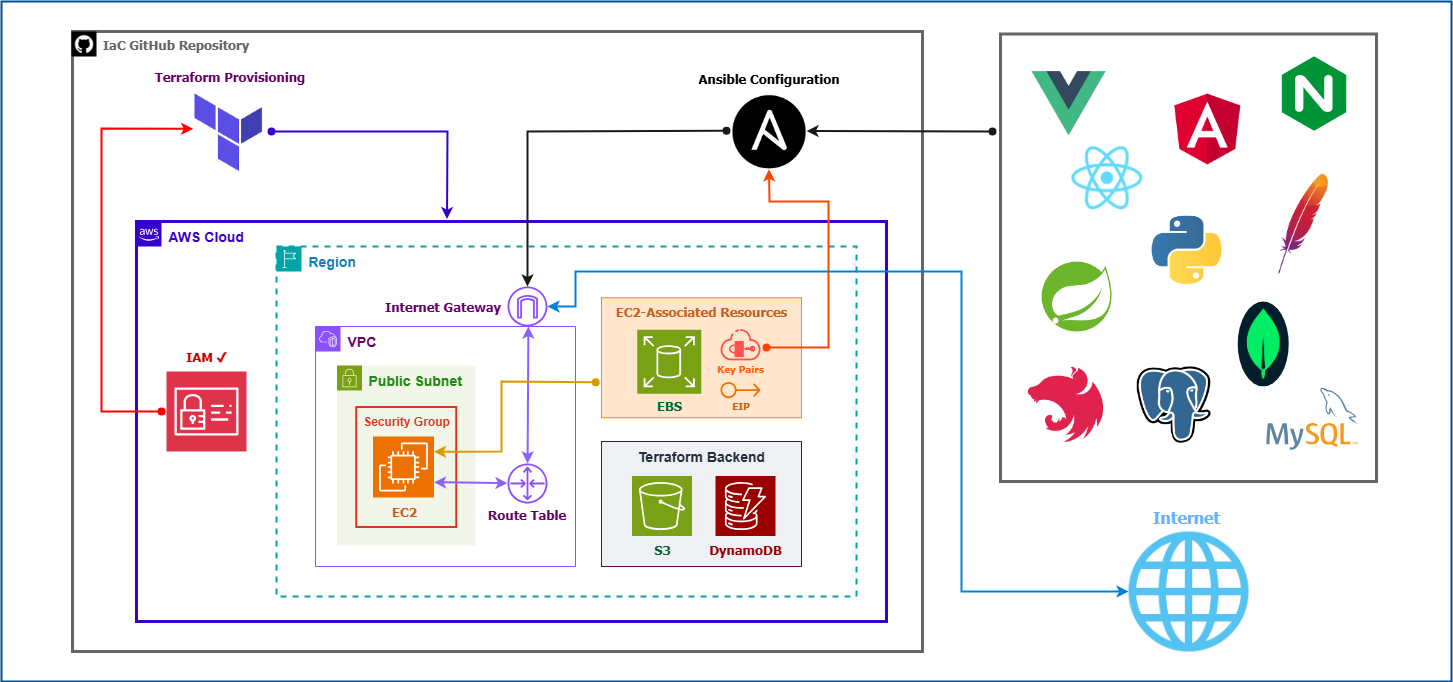 IaC GitHub Repository
Terraform Provisioning
Ansible Configuration
aws
AWS Cloud
Region
Internet Gateway
EC2-Associated Resources
VPC
IAM ✓
Key Pairs
Public Subnet
EBS
EIP
Security Group
Terraform Backend
EC2
Route Table
S3
DynamoDB
MySQL
Internet